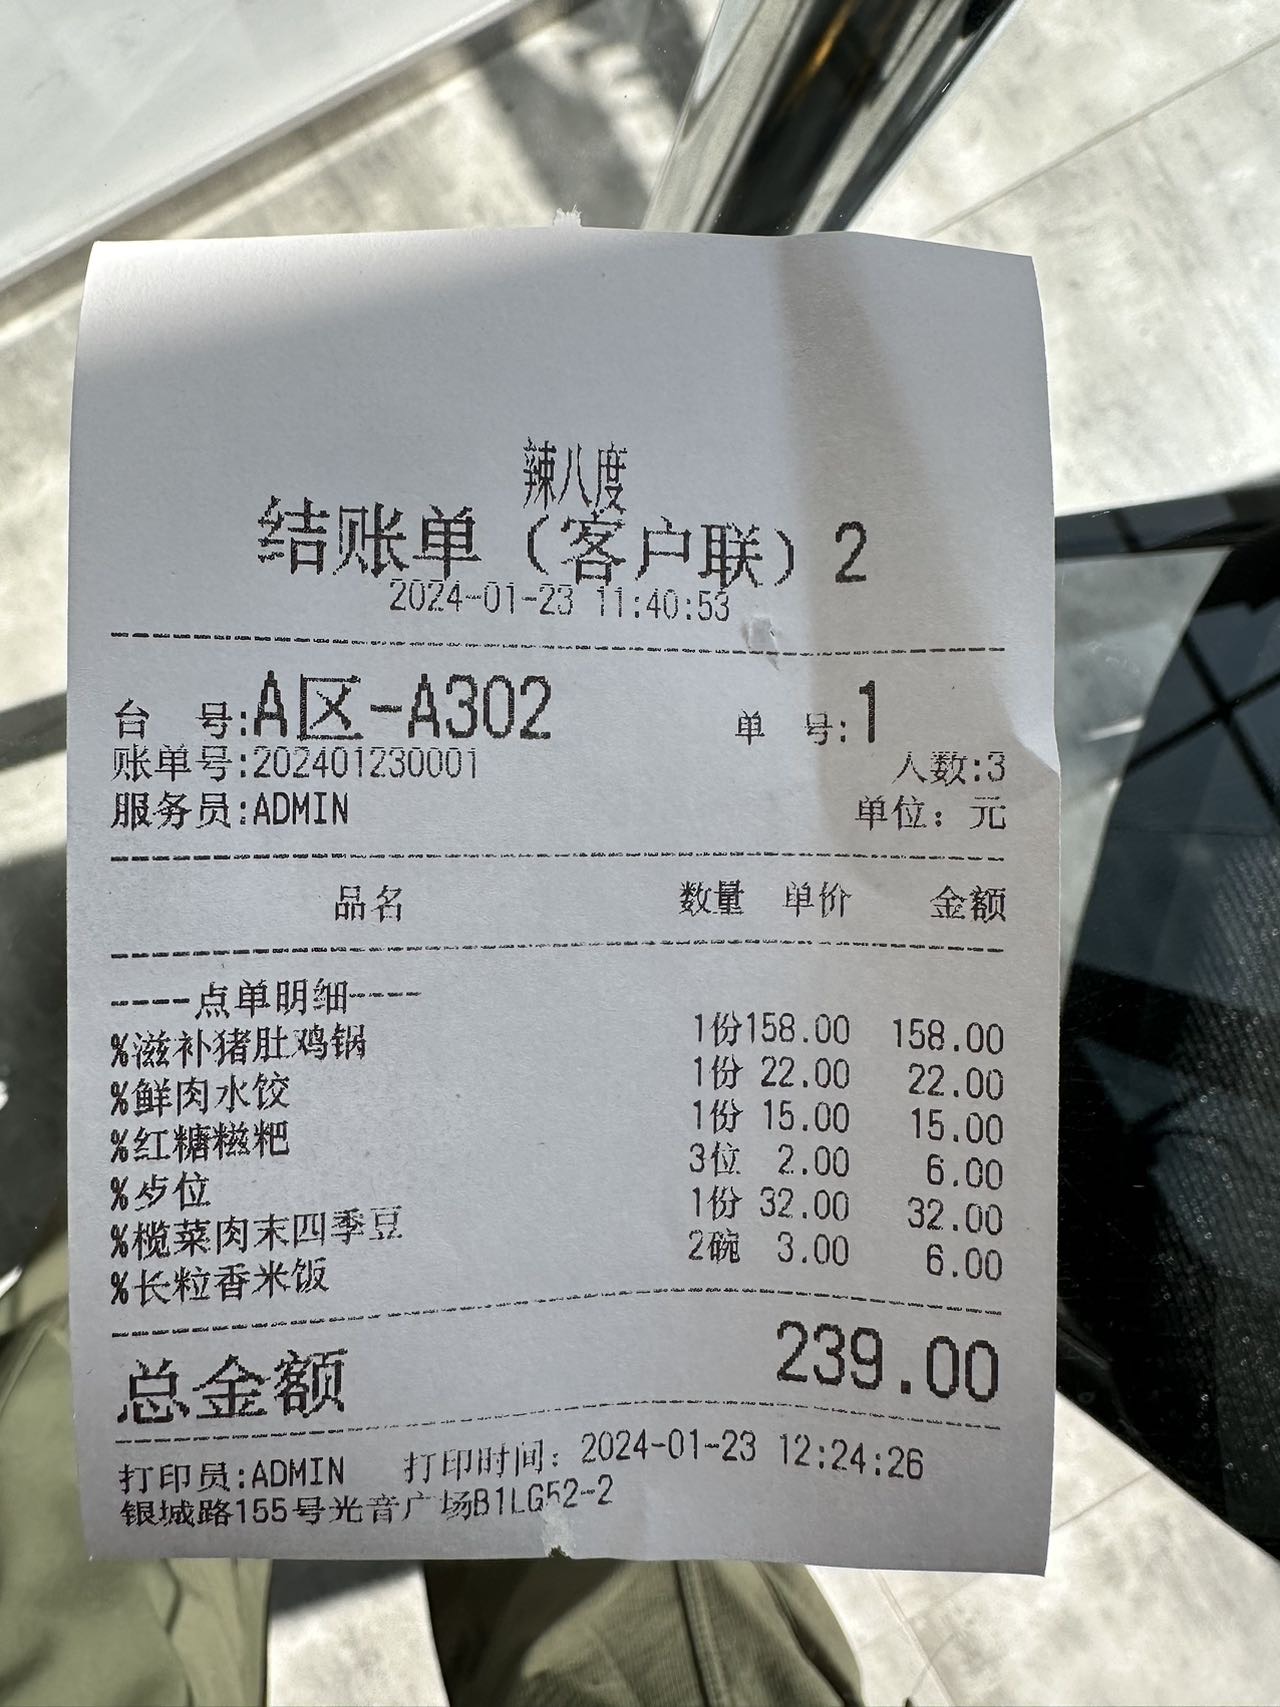 辣八度
结账单（客户联）2
2024-01-23 11:40:53
台 号:A区-A302 单 号:1
账单号:202401230001 人数:3
服务员:ADMIN 单位：元
品名 数量 单价 金额
----点单明细----
%滋补猪肚鸡锅 1份158.00 158.00
%鲜肉水饺 1份 22.00 22.00
%红糖糍粑 1份 15.00 15.00
%歺位 3位 2.00 6.00
%榄菜肉末四季豆 1份 32.00 32.00
%长粒香米饭 2碗 3.00 6.00
总金额 239.00
打印员:ADMIN 打印时间：2024-01-23 12:24:26
银城路155号光音广场B1LG52-2